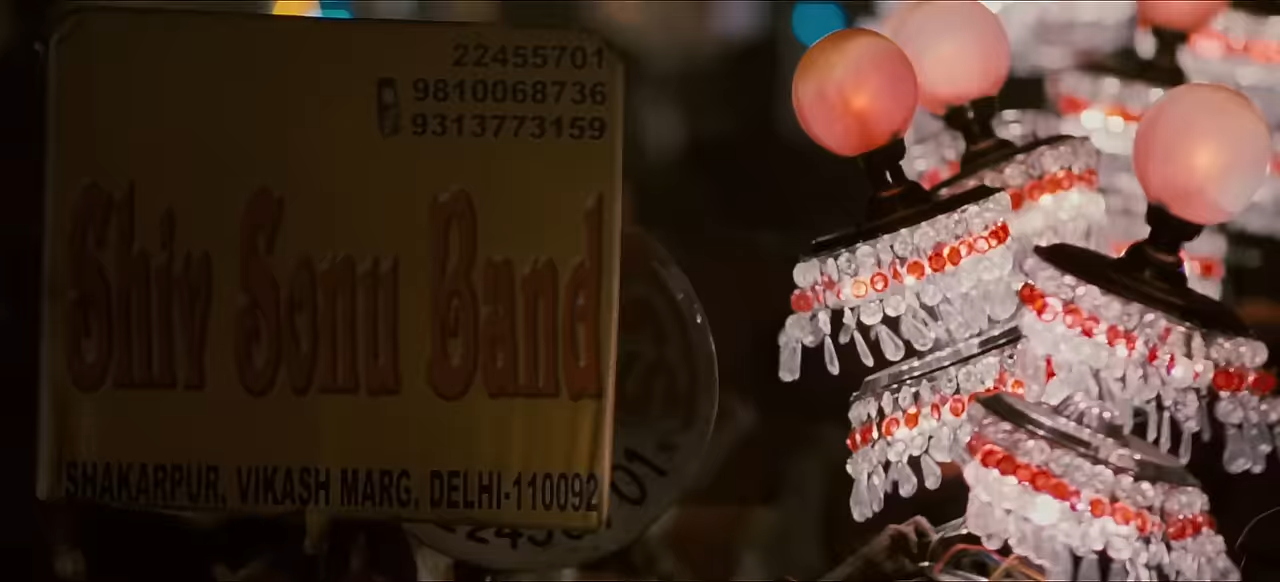 22455701
9810068736
9313773159
Shiv Sonu Band
SHAKARPUR, VIKASH MARG, DELHI-110092